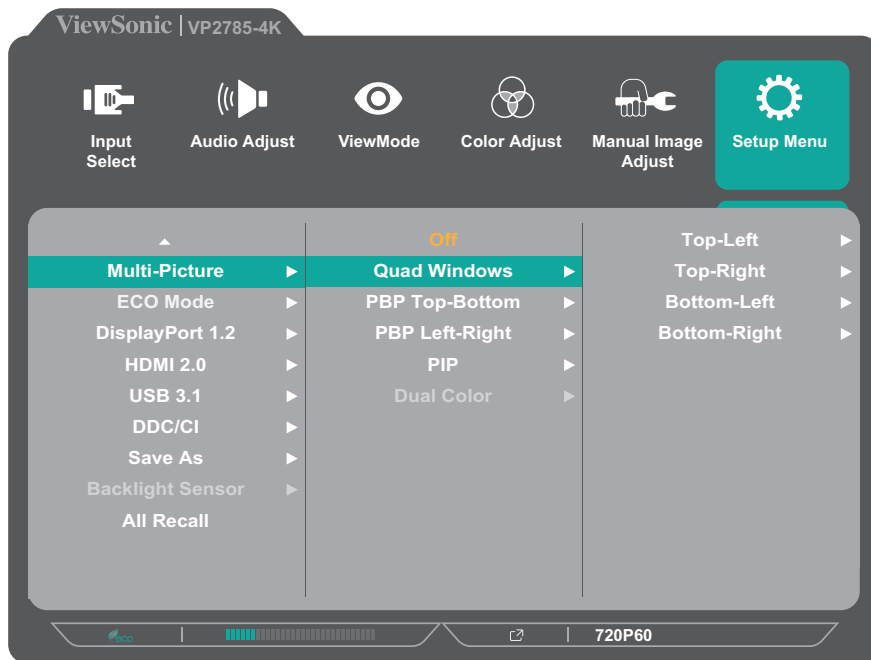 ViewSonic | VP2785-4K
Input
Select
Audio Adjust
ViewMode
Color Adjust
Manual Image
Adjust
Setup Menu
Multi-Picture
ECO Mode
DisplayPort 1.2
HDMI 2.0
USB 3.1
DDC/CI
Save As
Backlight Sensor
All Recall
Off
Quad Windows
PBP Top-Bottom
PBP Left-Right
PIP
Dual Color
Top-Left
Top-Right
Bottom-Left
Bottom-Right
eco
720P60